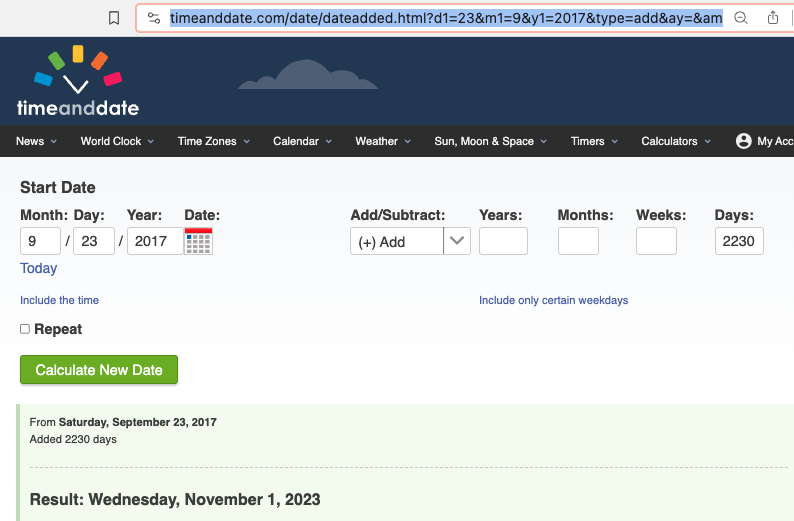 timeanddate.com/date/dateadded.html?d1=23&m1=9&y1=2017&type=add&ay=&am
timeanddate
News World Clock Time Zones Calendar Weather Sun, Moon & Space Timers Calculators My Acc
Start Date
Month: Day: Year: Date: Add/Subtract: Years: Months: Weeks: Days:
9 / 23 / 2017 (+) Add 2230
Today
Include the time Include only certain weekdays
Repeat
Calculate New Date
From Saturday, September 23, 2017
Added 2230 days
Result: Wednesday, November 1, 2023